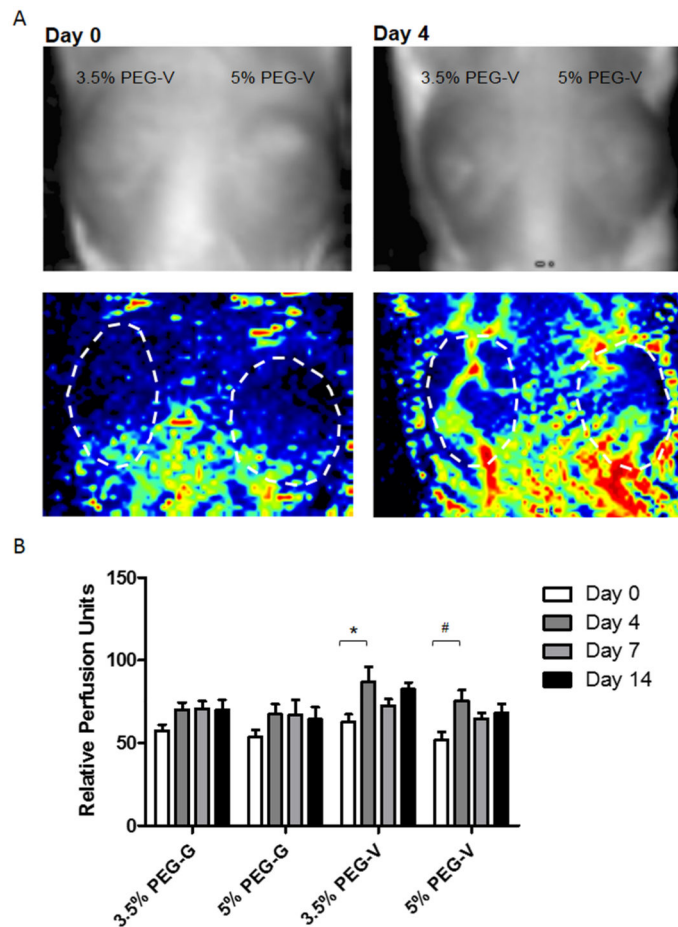 A
Day 0
Day 4
3.5% PEG-V
5% PEG-V
3.5% PEG-V
5% PEG-V
B
Relative Perfusion Units
150
100
50
0
*
#
Day 0
Day 4
Day 7
Day 14
3.5% PEG-G
5% PEG-G
3.5% PEG-V
5% PEG-V